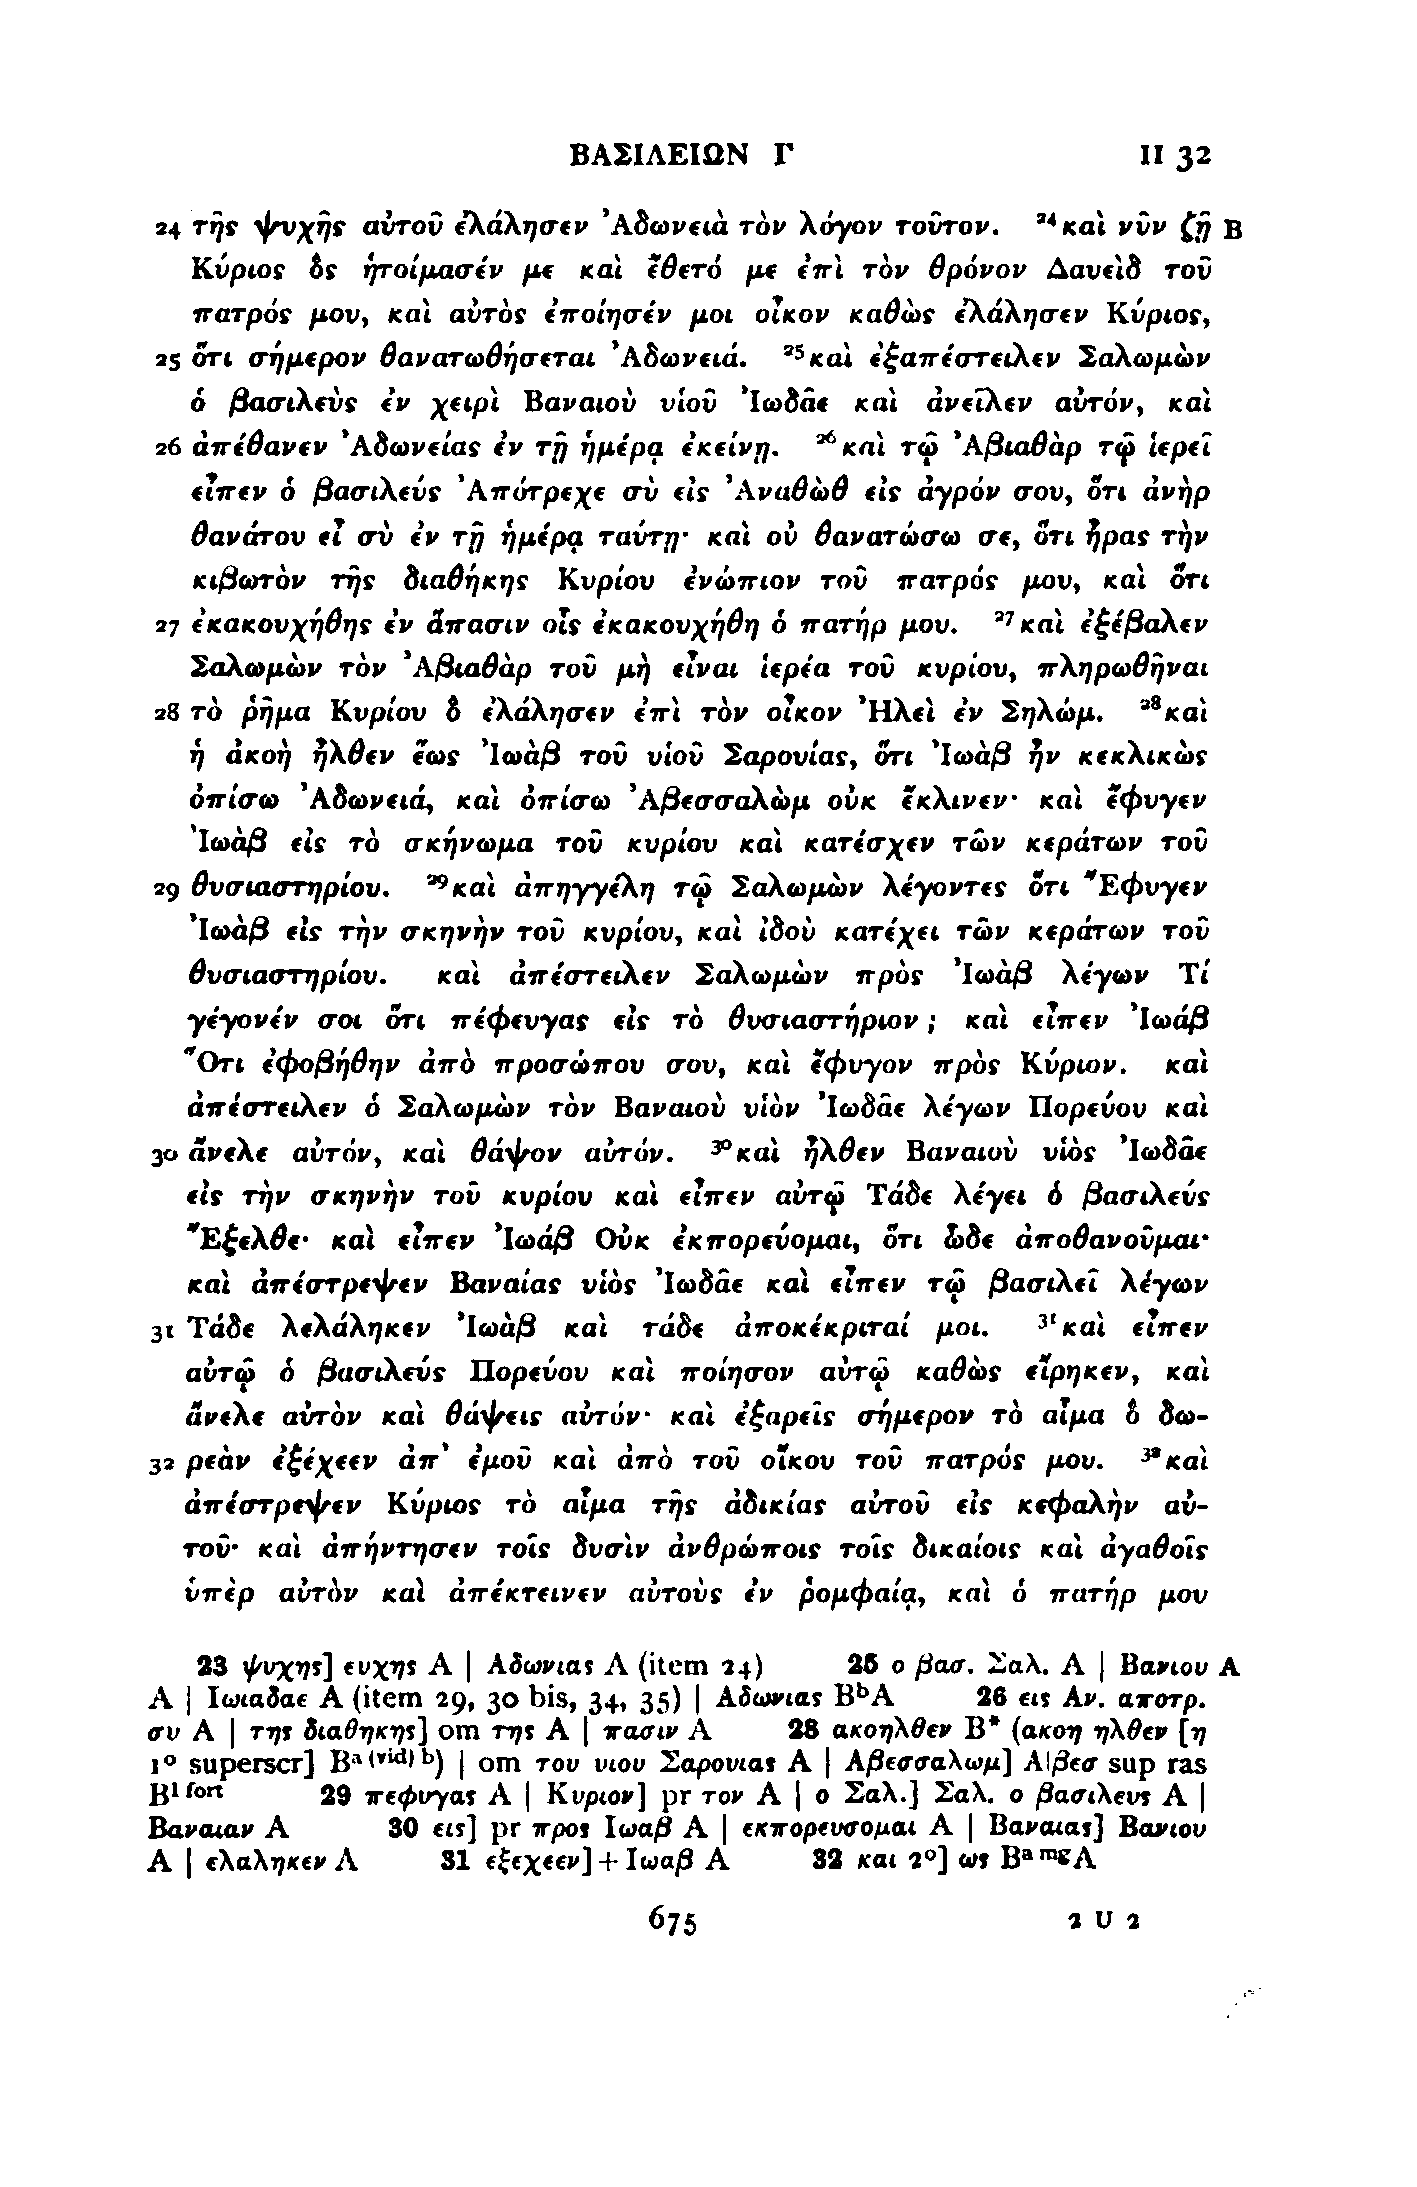 ΒΑΣΙΛΕΙΩΝ Γ II 32
24 τῆς ψυχῆς αὐτοῦ ἐλάλησεν Ἀδωνειὰ τὸν λόγον τοῦτον. ²⁴καὶ νῦν ζῇ B
Κύριος ὃς ἡτοίμασέν με καὶ ἔθετό με ἐπὶ τὸν θρόνον Δαυεὶδ τοῦ
πατρός μου, καὶ αὐτὸς ἐποίησέν μοι οἶκον καθὼς ἐλάλησεν Κύριος,
25 ὅτι σήμερον θανατωθήσεται Ἀδωνειά. ²⁵καὶ ἐξαπέστειλεν Σαλωμὼν
ὁ βασιλεὺς ἐν χειρὶ Βαναιοὺ υἱοῦ Ἰωδᾶε καὶ ἀνεῖλεν αὐτόν, καὶ
26 ἀπέθανεν Ἀδωνείας ἐν τῇ ἡμέρᾳ ἐκείνῃ. ²⁶καὶ τῷ Ἀβιαθὰρ τῷ ἱερεῖ
εἶπεν ὁ βασιλεύς Ἀπότρεχε σὺ εἰς Ἀναθὼθ εἰς ἀγρόν σου, ὅτι ἀνὴρ
θανάτου εἶ σὺ ἐν τῇ ἡμέρᾳ ταύτῃ· καὶ οὐ θανατώσω σε, ὅτι ἦρας τὴν
κιβωτὸν τῆς διαθήκης Κυρίου ἐνώπιον τοῦ πατρός μου, καὶ ὅτι
27 ἐκακουχήθης ἐν ἅπασιν οἷς ἐκακουχήθη ὁ πατήρ μου. ²⁷καὶ ἐξέβαλεν
Σαλωμὼν τὸν Ἀβιαθὰρ τοῦ μὴ εἶναι ἱερέα τοῦ κυρίου, πληρωθῆναι
28 τὸ ῥῆμα Κυρίου ὃ ἐλάλησεν ἐπὶ τὸν οἶκον Ἠλεὶ ἐν Σηλώμ. ²⁸καὶ
ἡ ἀκοὴ ἦλθεν ἕως Ἰωὰβ τοῦ υἱοῦ Σαρουίας, ὅτι Ἰωὰβ ἦν κεκλικὼς
ὀπίσω Ἀδωνειά, καὶ ὀπίσω Ἀβεσσαλὼμ οὐκ ἔκλινεν· καὶ ἔφυγεν
Ἰωὰβ εἰς τὸ σκήνωμα τοῦ κυρίου καὶ κατέσχεν τῶν κεράτων τοῦ
29 θυσιαστηρίου. ²⁹καὶ ἀπηγγέλη τῷ Σαλωμὼν λέγοντες ὅτι Ἔφυγεν
Ἰωὰβ εἰς τὴν σκηνὴν τοῦ κυρίου, καὶ ἰδοὺ κατέχει τῶν κεράτων τοῦ
θυσιαστηρίου. καὶ ἀπέστειλεν Σαλωμὼν πρὸς Ἰωὰβ λέγων Τί
γέγονέν σοι ὅτι πέφευγας εἰς τὸ θυσιαστήριον; καὶ εἶπεν Ἰωάβ
Ὅτι ἐφοβήθην ἀπὸ προσώπου σου, καὶ ἔφυγον πρὸς Κύριον. καὶ
ἀπέστειλεν ὁ Σαλωμὼν τὸν Βαναιοὺ υἱὸν Ἰωδᾶε λέγων Πορεύου καὶ
30 ἄνελε αὐτόν, καὶ θάψον αὐτόν. ³⁰καὶ ἦλθεν Βαναιοὺ υἱὸς Ἰωδᾶε
εἰς τὴν σκηνὴν τοῦ κυρίου καὶ εἶπεν αὐτῷ Τάδε λέγει ὁ βασιλεύς
Ἔξελθε· καὶ εἶπεν Ἰωάβ Οὐκ ἐκπορεύομαι, ὅτι ὧδε ἀποθανοῦμαι·
καὶ ἀπέστρεψεν Βαναίας υἱὸς Ἰωδᾶε καὶ εἶπεν τῷ βασιλεῖ λέγων
31 Τάδε λελάληκεν Ἰωὰβ καὶ τάδε ἀποκέκριταί μοι. ³¹καὶ εἶπεν
αὐτῷ ὁ βασιλεύς Πορεύου καὶ ποίησον αὐτῷ καθὼς εἴρηκεν, καὶ
ἄνελε αὐτὸν καὶ θάψεις αὐτόν· καὶ ἐξαρεῖς σήμερον τὸ αἷμα ὃ δω-
32 ρεὰν ἐξέχεεν ἀπ᾽ ἐμοῦ καὶ ἀπὸ τοῦ οἴκου τοῦ πατρός μου. ³²καὶ
ἀπέστρεψεν Κύριος τὸ αἷμα τῆς ἀδικίας αὐτοῦ εἰς κεφαλὴν αὐ-
τοῦ· καὶ ἀπήντησεν τοῖς δυσὶν ἀνθρώποις τοῖς δικαίοις καὶ ἀγαθοῖς
ὑπὲρ αὐτὸν καὶ ἀπέκτεινεν αὐτοὺς ἐν ῥομφαίᾳ, καὶ ὁ πατήρ μου
23 ψυχης] ευχης A | Αδωνιας A (item 24) 25 ο βασ. Σαλ. A | Βανιου A
A | Ιωιαδαε A (item 29, 30 bis, 34, 35) | Αδωνιας BᵇA 26 εις Αν. αποτρ.
συ A | της διαθηκης] om της A | πασιν A 28 ακοηλθεν B* (ακοη ηλθεν [η
1° superscr] Bᵃ⁽ᵛⁱᵈ⁾ᵇ) | om του υιου Σαρουιας A | Αβεσσαλωμ] Α|βεσ sup ras
B¹ ᶠᵒʳᵗ 29 πεφυγας A | Κυριον] pr τον A | ο Σαλ.] Σαλ. ο βασιλευς A |
Βαναιαν A 30 εις] pr προς Ιωαβ A | εκπορευσομαι A | Βαναιας] Βανιου
A | ελαληκεν A 31 εξεχεεν] + Ιωαβ A 32 και 2°] ως Bᵃ ᵐᵍA
675 2 U 2